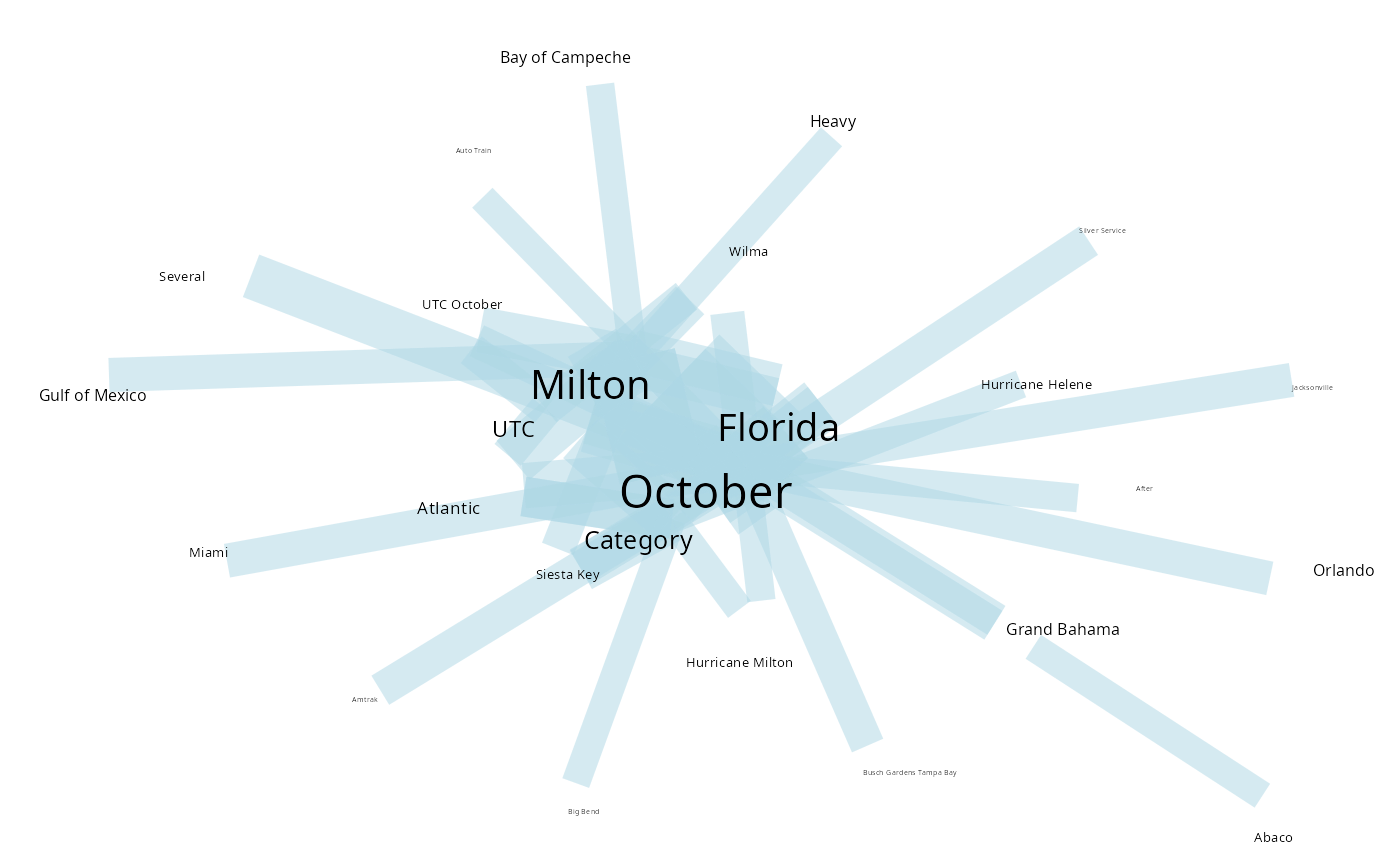 Bay of Campeche
Heavy
Auto Train
Silver Service
Wilma
Several
UTC October
Milton
Hurricane Helene
Jacksonville
Gulf of Mexico
UTC
Florida
After
October
Atlantic
Category
Miami
Orlando
Siesta Key
Grand Bahama
Hurricane Milton
Amtrak
Busch Gardens Tampa Bay
Big Bend
Abaco